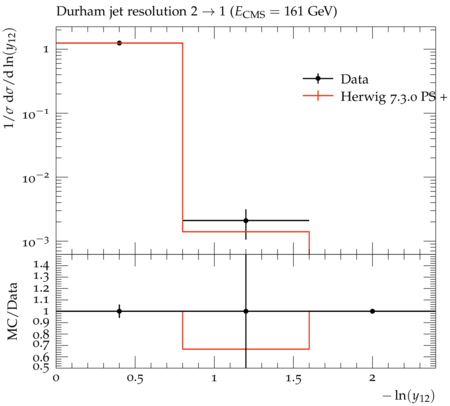 Durham jet resolution 2 → 1 (E_CMS = 161 GeV)
1/σ dσ/d ln(y₁₂)
1
10⁻¹
10⁻²
10⁻³
Data
Herwig 7.3.0 PS +
MC/Data
1.4
1.3
1.2
1.1
1
0.9
0.8
0.7
0.6
0.5
0 0.5 1 1.5 2
− ln(y₁₂)